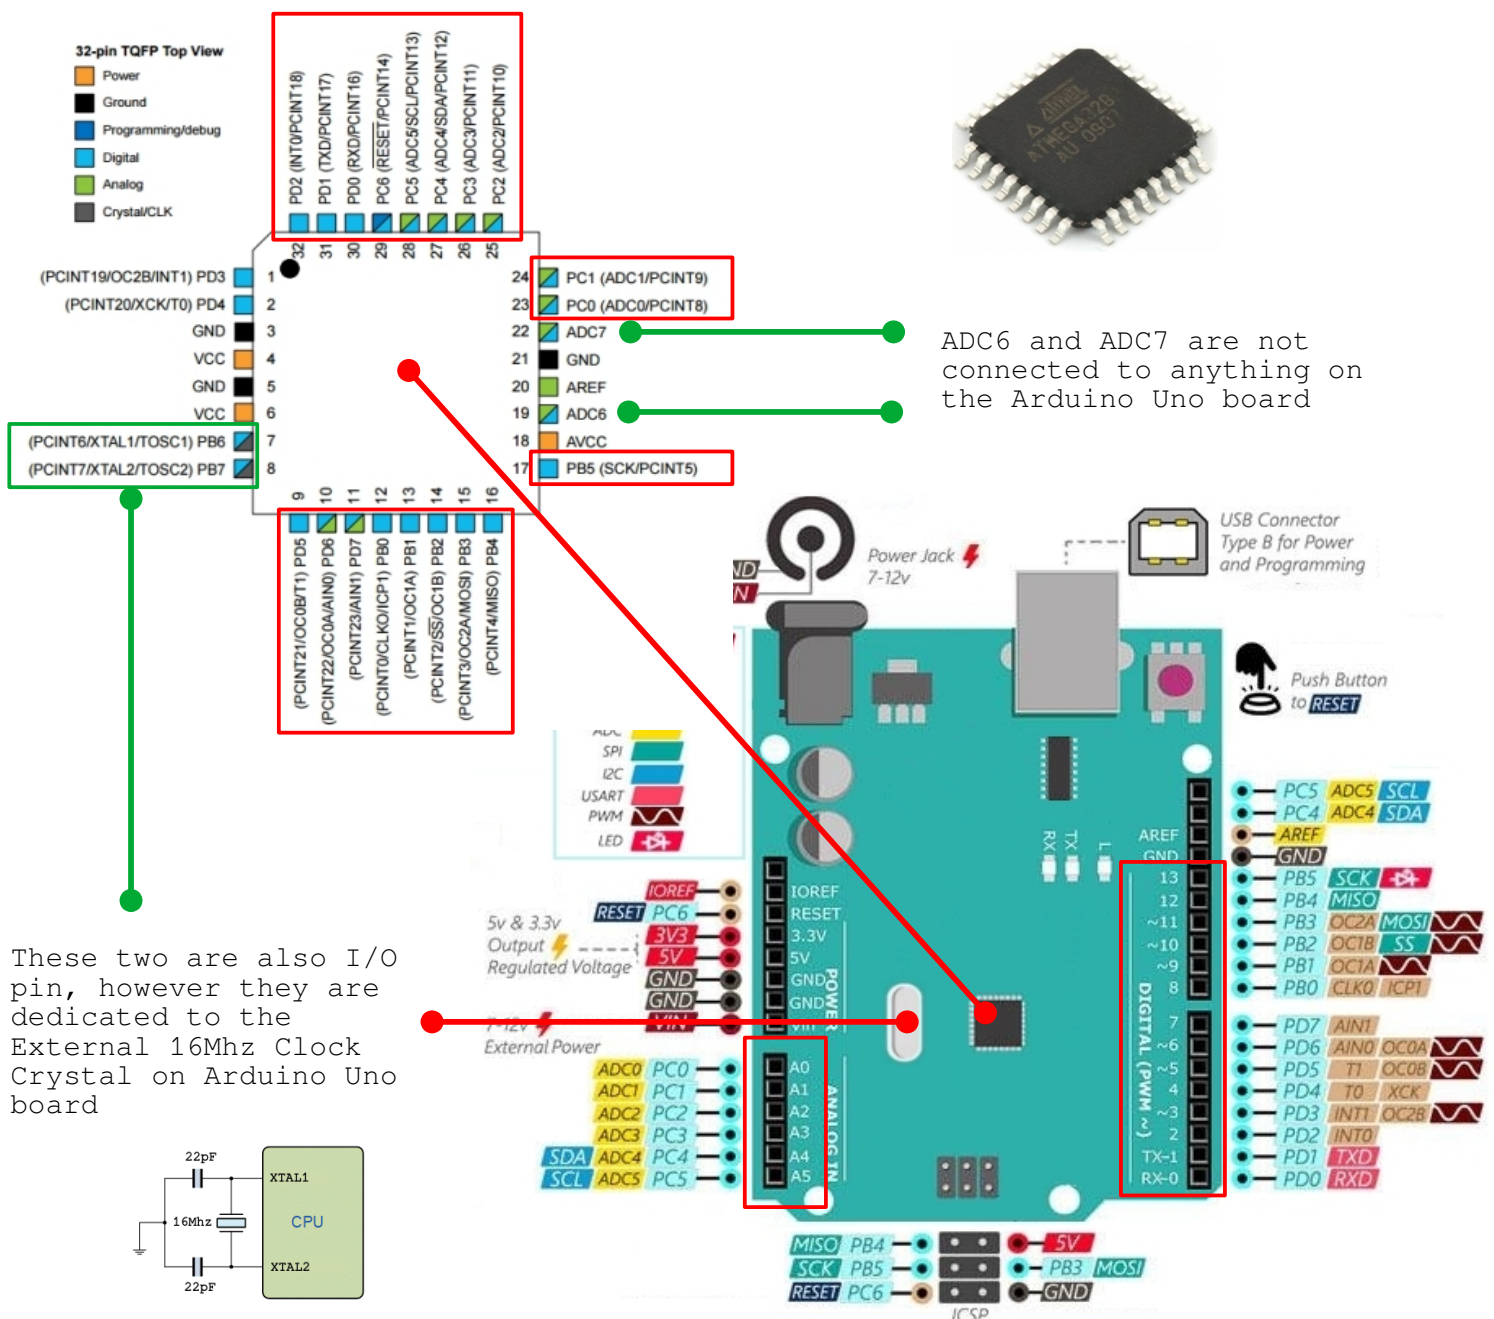 32-pin TQFP Top View
Power
Ground
Programming/debug
Digital
Analog
Crystal/CLK
PD2 (INT0/PCINT18)
PD1 (TXD/PCINT17)
PD0 (RXD/PCINT16)
PC6 (RESET/PCINT14)
PC5 (ADC5/SCL/PCINT13)
PC4 (ADC4/SDA/PCINT12)
PC3 (ADC3/PCINT11)
PC2 (ADC2/PCINT10)
32 31 30 29 28 27 26 25
(PCINT19/OC2B/INT1) PD3 1
(PCINT20/XCK/T0) PD4 2
GND 3
VCC 4
GND 5
VCC 6
(PCINT6/XTAL1/TOSC1) PB6 7
(PCINT7/XTAL2/TOSC2) PB7 8
24 PC1 (ADC1/PCINT9)
23 PC0 (ADC0/PCINT8)
22 ADC7
21 GND
20 AREF
19 ADC6
18 AVCC
17 PB5 (SCK/PCINT5)
9 10 11 12 13 14 15 16
(PCINT21/OC0B/T1) PD5
(PCINT22/OC0A/AIN0) PD6
(PCINT23/AIN1) PD7
(PCINT0/CLKO/ICP1) PB0
(PCINT1/OC1A) PB1
(PCINT2/SS/OC1B) PB2
(PCINT3/OC2A/MOSI) PB3
(PCINT4/MISO) PB4
ATMEL
ATMEGA328
AU
ADC6 and ADC7 are not
connected to anything on
the Arduino Uno board
These two are also I/O
pin, however they are
dedicated to the
External 16Mhz Clock
Crystal on Arduino Uno
board
22pF
XTAL1
16Mhz
CPU
XTAL2
22pF
ND
IN
Power Jack
7-12v
USB Connector
Type B for Power
and Programming
Push Button
to RESET
ADC
SPI
I2C
USART
PWM
LED
5v & 3.3v
Output
Regulated Voltage
7-12v
External Power
IOREF
RESET PC6
3V3
5V
GND
GND
VIN
ADC0 PC0
ADC1 PC1
ADC2 PC2
ADC3 PC3
SDA ADC4 PC4
SCL ADC5 PC5
IOREF
RESET
3.3V
5V
GND
GND
Vin
POWER
A0
A1
A2
A3
A4
A5
ANALOG IN
RX
TX
L
AREF
GND
13
12
~11
~10
~9
8
7
~6
~5
4
~3
2
TX-1
RX-0
DIGITAL (PWM ~)
PC5 ADC5 SCL
PC4 ADC4 SDA
AREF
GND
PB5 SCK
PB4 MISO
PB3 OC2A MOSI
PB2 OC1B SS
PB1 OC1A
PB0 CLK0 ICP1
PD7 AIN1
PD6 AIN0 OC0A
PD5 T1 OC0B
PD4 T0 XCK
PD3 INT1 OC2B
PD2 INT0
PD1 TXD
PD0 RXD
MISO PB4
SCK PB5
RESET PC6
5V
PB3 MOSI
GND
ICSP